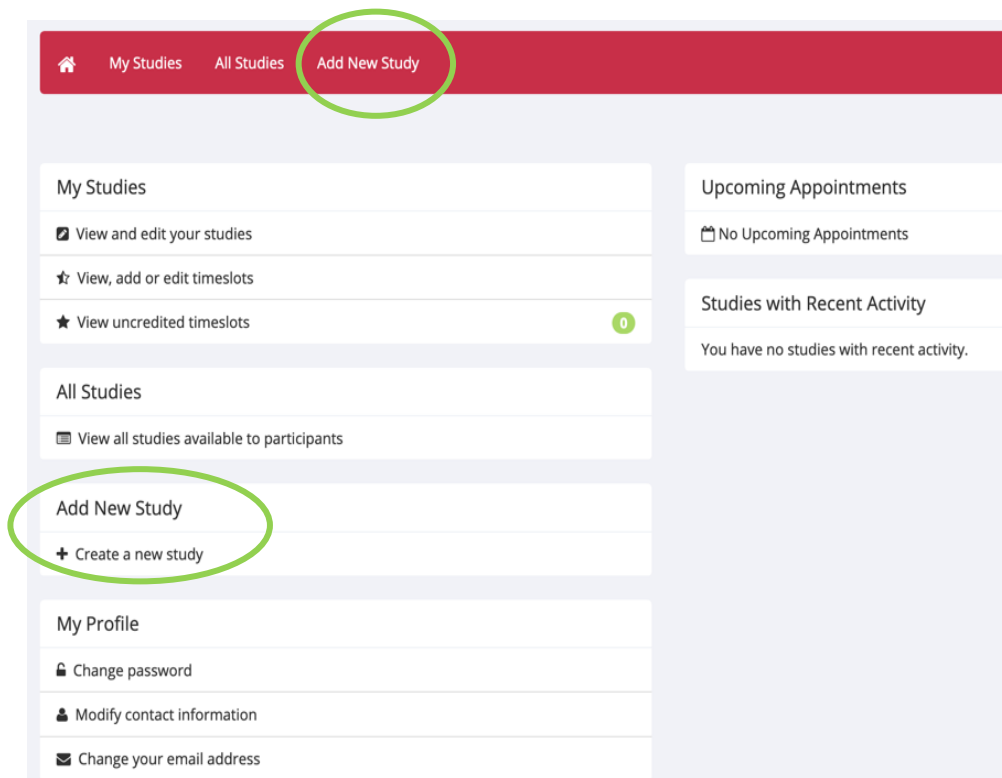 My Studies All Studies Add New Study
My Studies
View and edit your studies
View, add or edit timeslots
View uncredited timeslots 0
All Studies
View all studies available to participants
Add New Study
Create a new study
My Profile
Change password
Modify contact information
Change your email address
Upcoming Appointments
No Upcoming Appointments
Studies with Recent Activity
You have no studies with recent activity.